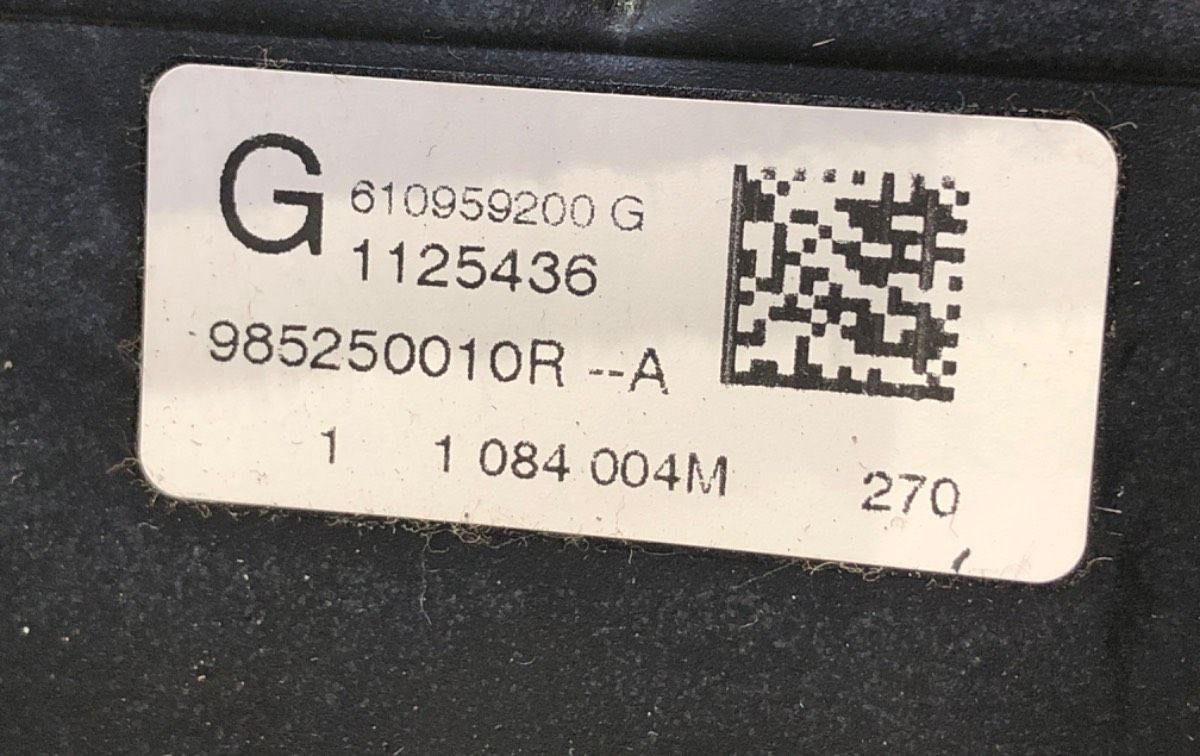 G 610959200 G
1125436
985250010R --A
1 1 084 004M 270